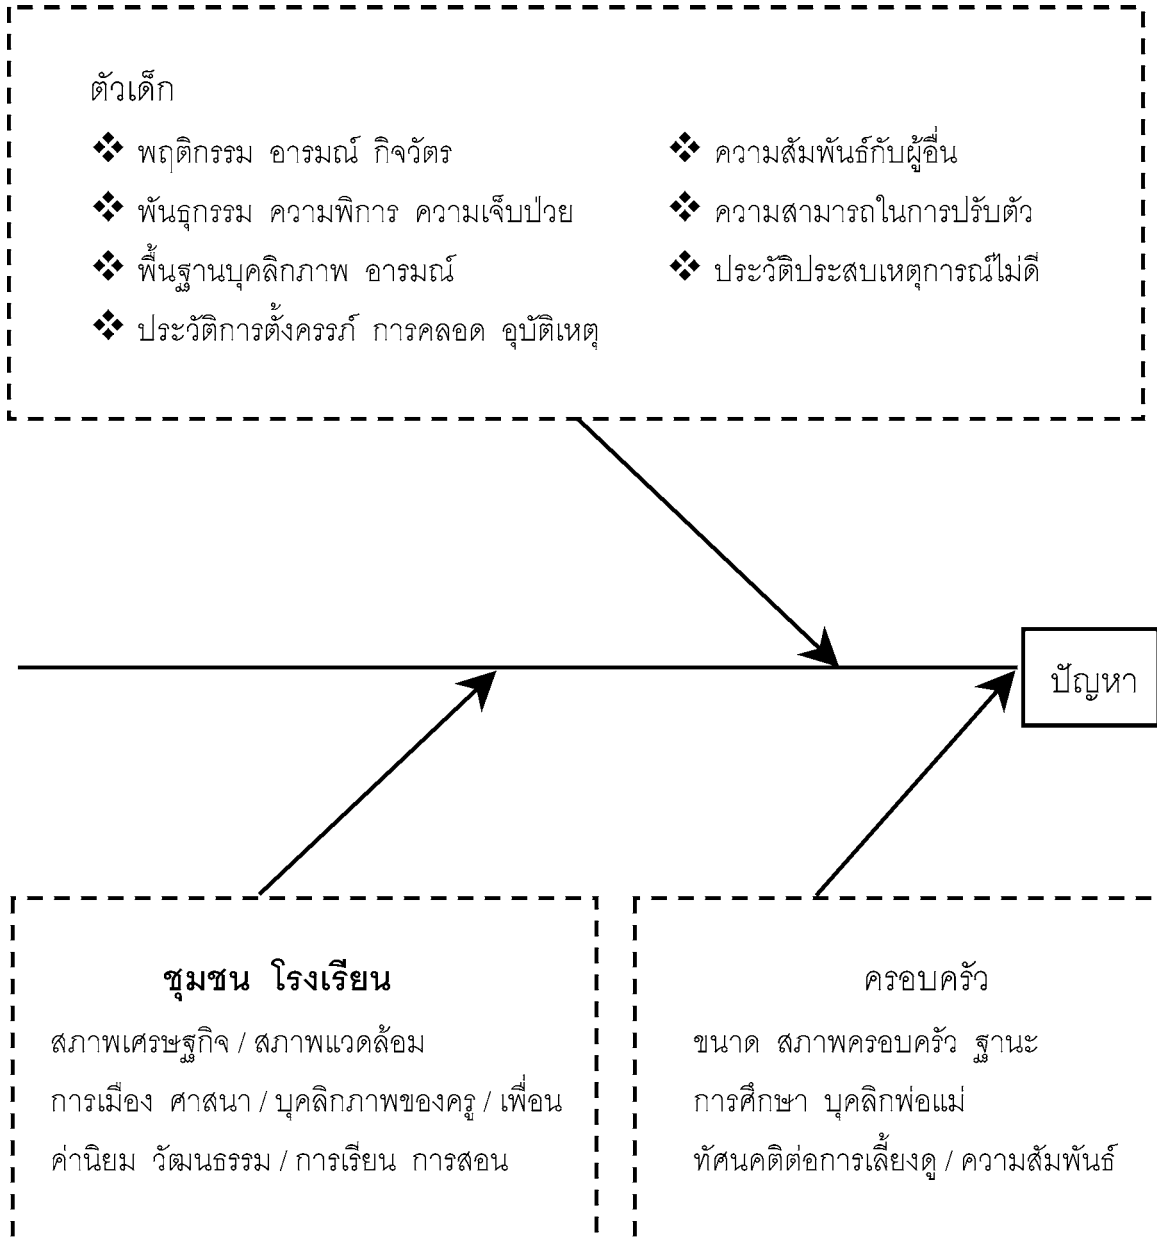 ตัวเด็ก
❖ พฤติกรรม อารมณ์ กิจวัตร
❖ พันธุกรรม ความพิการ ความเจ็บป่วย
❖ พื้นฐานบุคลิกภาพ อารมณ์
❖ ประวัติการตั้งครรภ์ การคลอด อุบัติเหตุ
❖ ความสัมพันธ์กับผู้อื่น
❖ ความสามารถในการปรับตัว
❖ ประวัติประสบเหตุการณ์ไม่ดี
ปัญหา
ชุมชน โรงเรียน
สภาพเศรษฐกิจ / สภาพแวดล้อม
การเมือง ศาสนา / บุคลิกภาพของครู / เพื่อน
ค่านิยม วัฒนธรรม / การเรียน การสอน
ครอบครัว
ขนาด สภาพครอบครัว ฐานะ
การศึกษา บุคลิกพ่อแม่
ทัศนคติต่อการเลี้ยงดู / ความสัมพันธ์